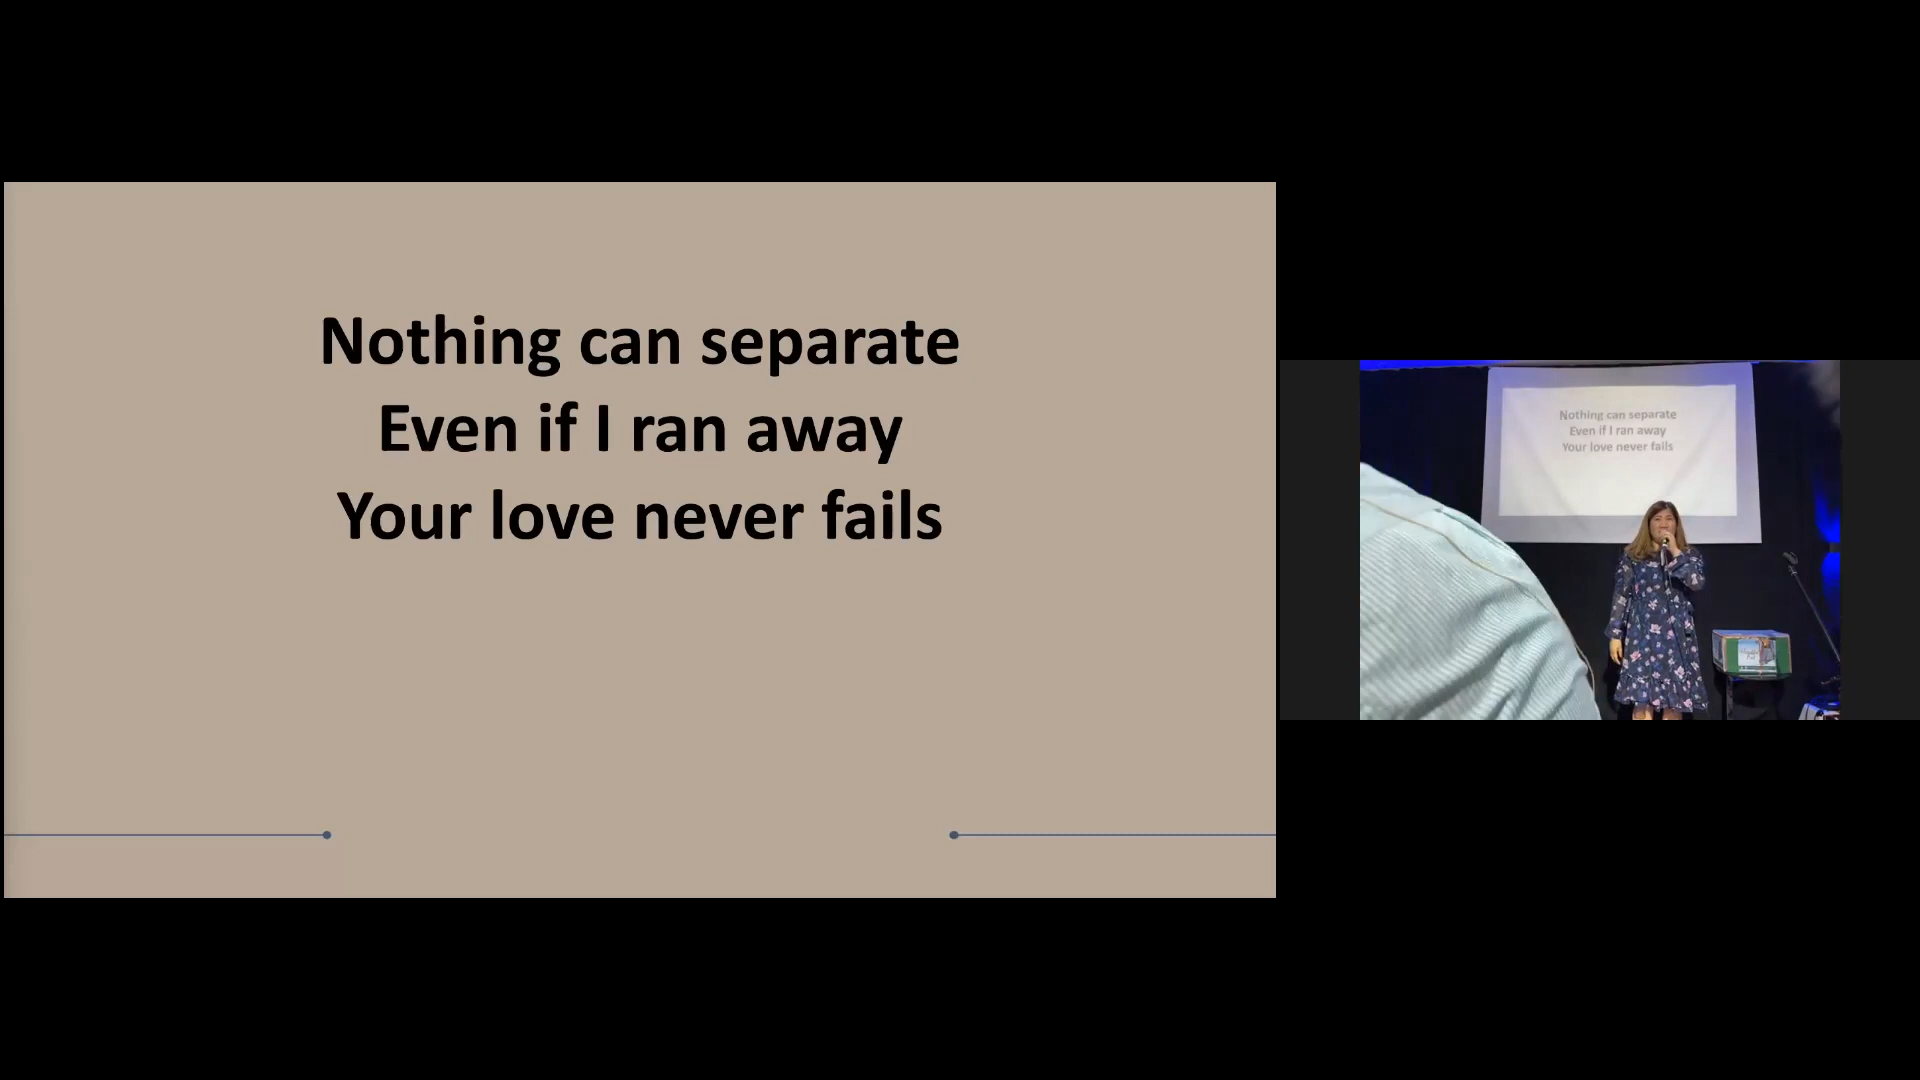 Nothing can separate
Even if I ran away
Your love never fails
Nothing can separate
Even if I ran away
Your love never fails